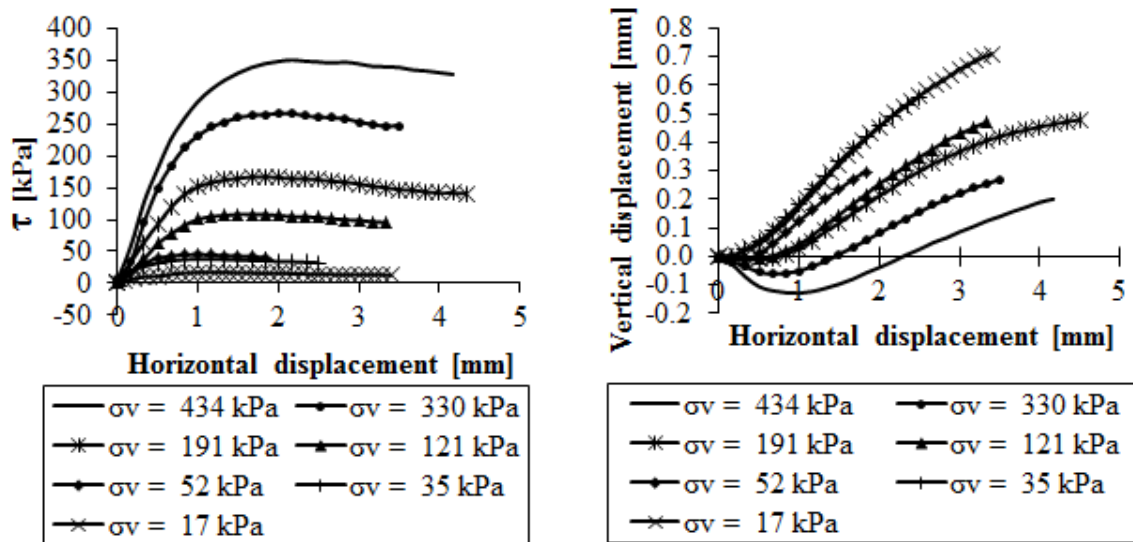 τ [kPa]
400
350
300
250
200
150
100
50
0
-50
0 1 2 3 4 5
Horizontal displacement [mm]
σv = 434 kPa σv = 330 kPa
σv = 191 kPa σv = 121 kPa
σv = 52 kPa σv = 35 kPa
σv = 17 kPa
Vertical displacement [mm]
0.8
0.7
0.6
0.5
0.4
0.3
0.2
0.1
0.0
-0.1
-0.2
0 1 2 3 4 5
Horizontal displacement [mm]
σv = 434 kPa σv = 330 kPa
σv = 191 kPa σv = 121 kPa
σv = 52 kPa σv = 35 kPa
σv = 17 kPa